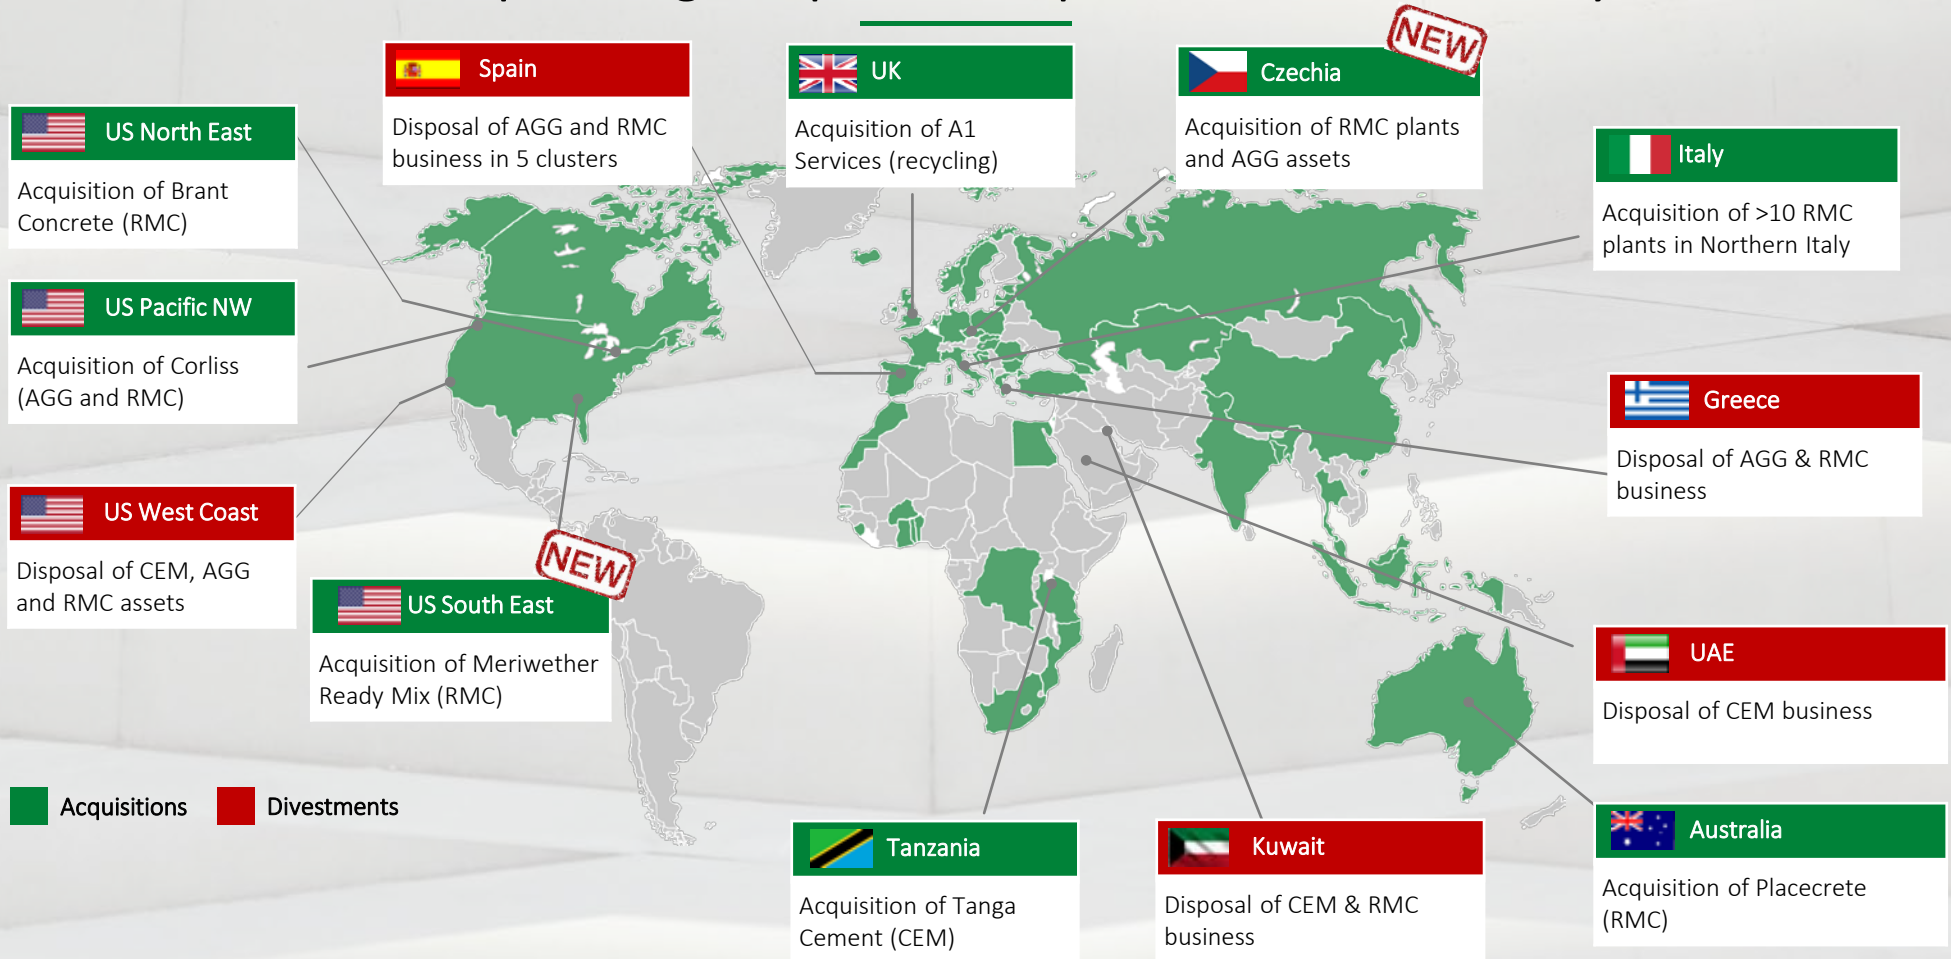 Spain
Disposal of AGG and RMC
business in 5 clusters
UK
Acquisition of A1
Services (recycling)
NEW
Czechia
Acquisition of RMC plants
and AGG assets
US North East
Acquisition of Brant
Concrete (RMC)
Italy
Acquisition of >10 RMC
plants in Northern Italy
US Pacific NW
Acquisition of Corliss
(AGG and RMC)
Greece
Disposal of AGG & RMC
business
US West Coast
Disposal of CEM, AGG
and RMC assets
NEW
US South East
Acquisition of Meriwether
Ready Mix (RMC)
UAE
Disposal of CEM business
Acquisitions
Divestments
Tanzania
Acquisition of Tanga
Cement (CEM)
Kuwait
Disposal of CEM & RMC
business
Australia
Acquisition of Placecrete
(RMC)